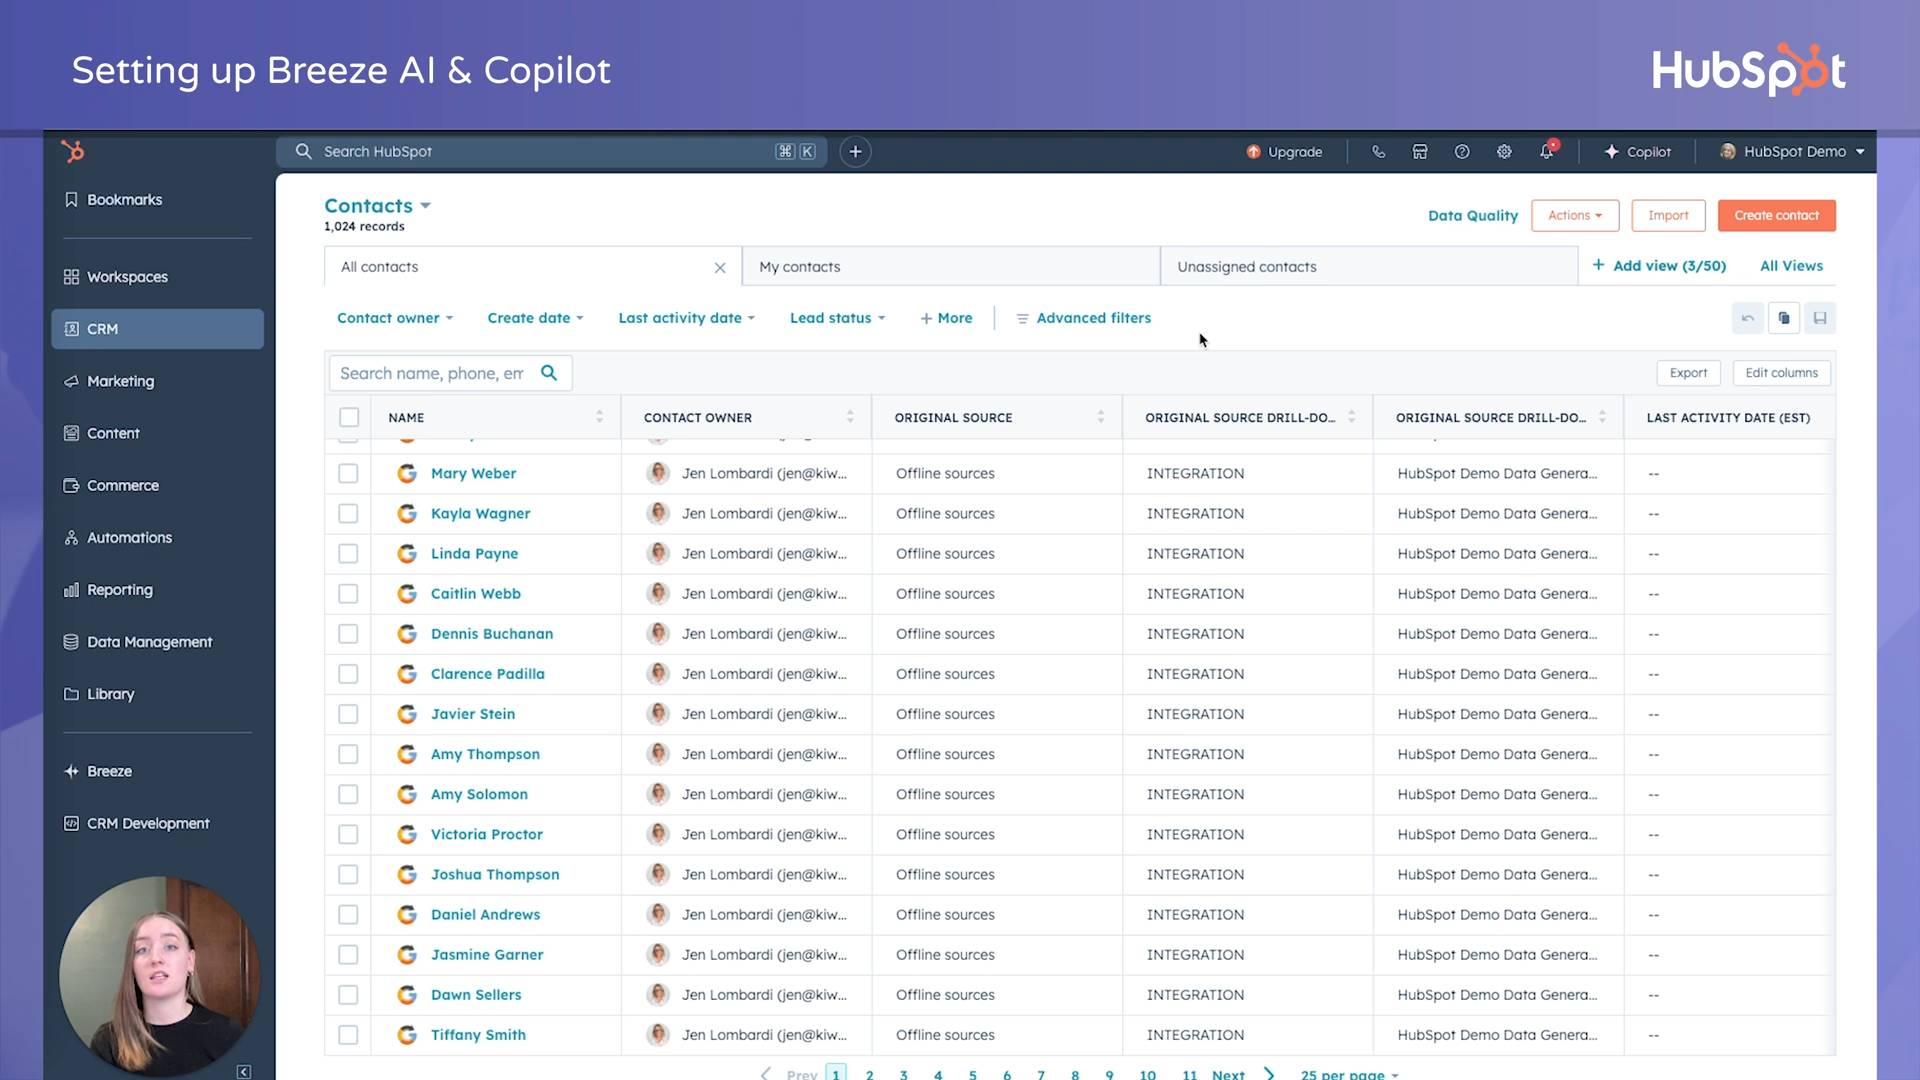 Setting up Breeze AI & Copilot
HubSpot
Search HubSpot ⌘ K
Upgrade
Copilot
HubSpot Demo
Bookmarks
Workspaces
CRM
Marketing
Content
Commerce
Automations
Reporting
Data Management
Library
Breeze
CRM Development
Contacts
1,024 records
Data Quality Actions Import Create contact
All contacts My contacts Unassigned contacts + Add view (3/50) All Views
Contact owner Create date Last activity date Lead status + More Advanced filters
Search name, phone, em Export Edit columns
NAME CONTACT OWNER ORIGINAL SOURCE ORIGINAL SOURCE DRILL-DO... ORIGINAL SOURCE DRILL-DO... LAST ACTIVITY DATE (EST)
Mary Weber Jen Lombardi (jen@kiw... Offline sources INTEGRATION HubSpot Demo Data Genera... --
Kayla Wagner Jen Lombardi (jen@kiw... Offline sources INTEGRATION HubSpot Demo Data Genera... --
Linda Payne Jen Lombardi (jen@kiw... Offline sources INTEGRATION HubSpot Demo Data Genera... --
Caitlin Webb Jen Lombardi (jen@kiw... Offline sources INTEGRATION HubSpot Demo Data Genera... --
Dennis Buchanan Jen Lombardi (jen@kiw... Offline sources INTEGRATION HubSpot Demo Data Genera... --
Clarence Padilla Jen Lombardi (jen@kiw... Offline sources INTEGRATION HubSpot Demo Data Genera... --
Javier Stein Jen Lombardi (jen@kiw... Offline sources INTEGRATION HubSpot Demo Data Genera... --
Amy Thompson Jen Lombardi (jen@kiw... Offline sources INTEGRATION HubSpot Demo Data Genera... --
Amy Solomon Jen Lombardi (jen@kiw... Offline sources INTEGRATION HubSpot Demo Data Genera... --
Victoria Proctor Jen Lombardi (jen@kiw... Offline sources INTEGRATION HubSpot Demo Data Genera... --
Joshua Thompson Jen Lombardi (jen@kiw... Offline sources INTEGRATION HubSpot Demo Data Genera... --
Daniel Andrews Jen Lombardi (jen@kiw... Offline sources INTEGRATION HubSpot Demo Data Genera... --
Jasmine Garner Jen Lombardi (jen@kiw... Offline sources INTEGRATION HubSpot Demo Data Genera... --
Dawn Sellers Jen Lombardi (jen@kiw... Offline sources INTEGRATION HubSpot Demo Data Genera... --
Tiffany Smith Jen Lombardi (jen@kiw... Offline sources INTEGRATION HubSpot Demo Data Genera... --
Prev 1 2 3 4 5 6 7 8 9 10 11 Next 25 per page